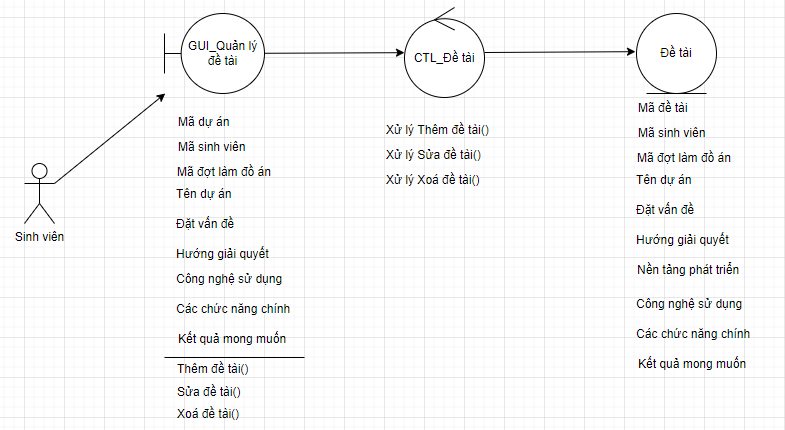 GUI_Quản lý
đề tài
Mã dự án
Mã sinh viên
Mã đợt làm đồ án
Tên dự án
Đặt vấn đề
Hướng giải quyết
Công nghệ sử dụng
Các chức năng chính
Kết quả mong muốn
Thêm đề tài()
Sửa đề tài()
Xoá đề tài()
Sinh viên
CTL_Đề tài
Xử lý Thêm đề tài()
Xử lý Sửa đề tài()
Xử lý Xoá đề tài()
Đề tài
Mã đề tài
Mã sinh viên
Mã đợt làm đồ án
Tên dự án
Đặt vấn đề
Hướng giải quyết
Nền tảng phát triển
Công nghệ sử dụng
Các chức năng chính
Kết quả mong muốn